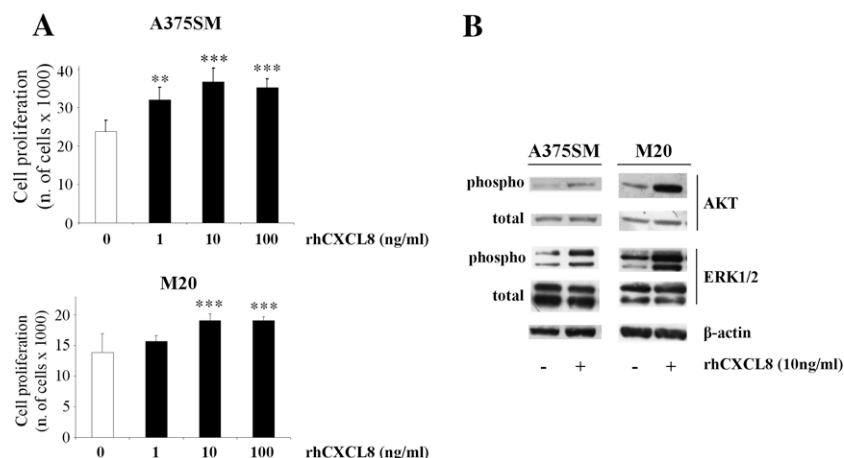 A
A375SM
** *** ***
Cell proliferation
(n. of cells x 1000)
40
30
20
10
0
0 1 10 100 rhCXCL8 (ng/ml)
M20
*** ***
Cell proliferation
(n. of cells x 1000)
20
15
10
5
0
0 1 10 100 rhCXCL8 (ng/ml)
B
A375SM M20
phospho
total
AKT
phospho
total
ERK1/2
β-actin
- + - + rhCXCL8 (10ng/ml)